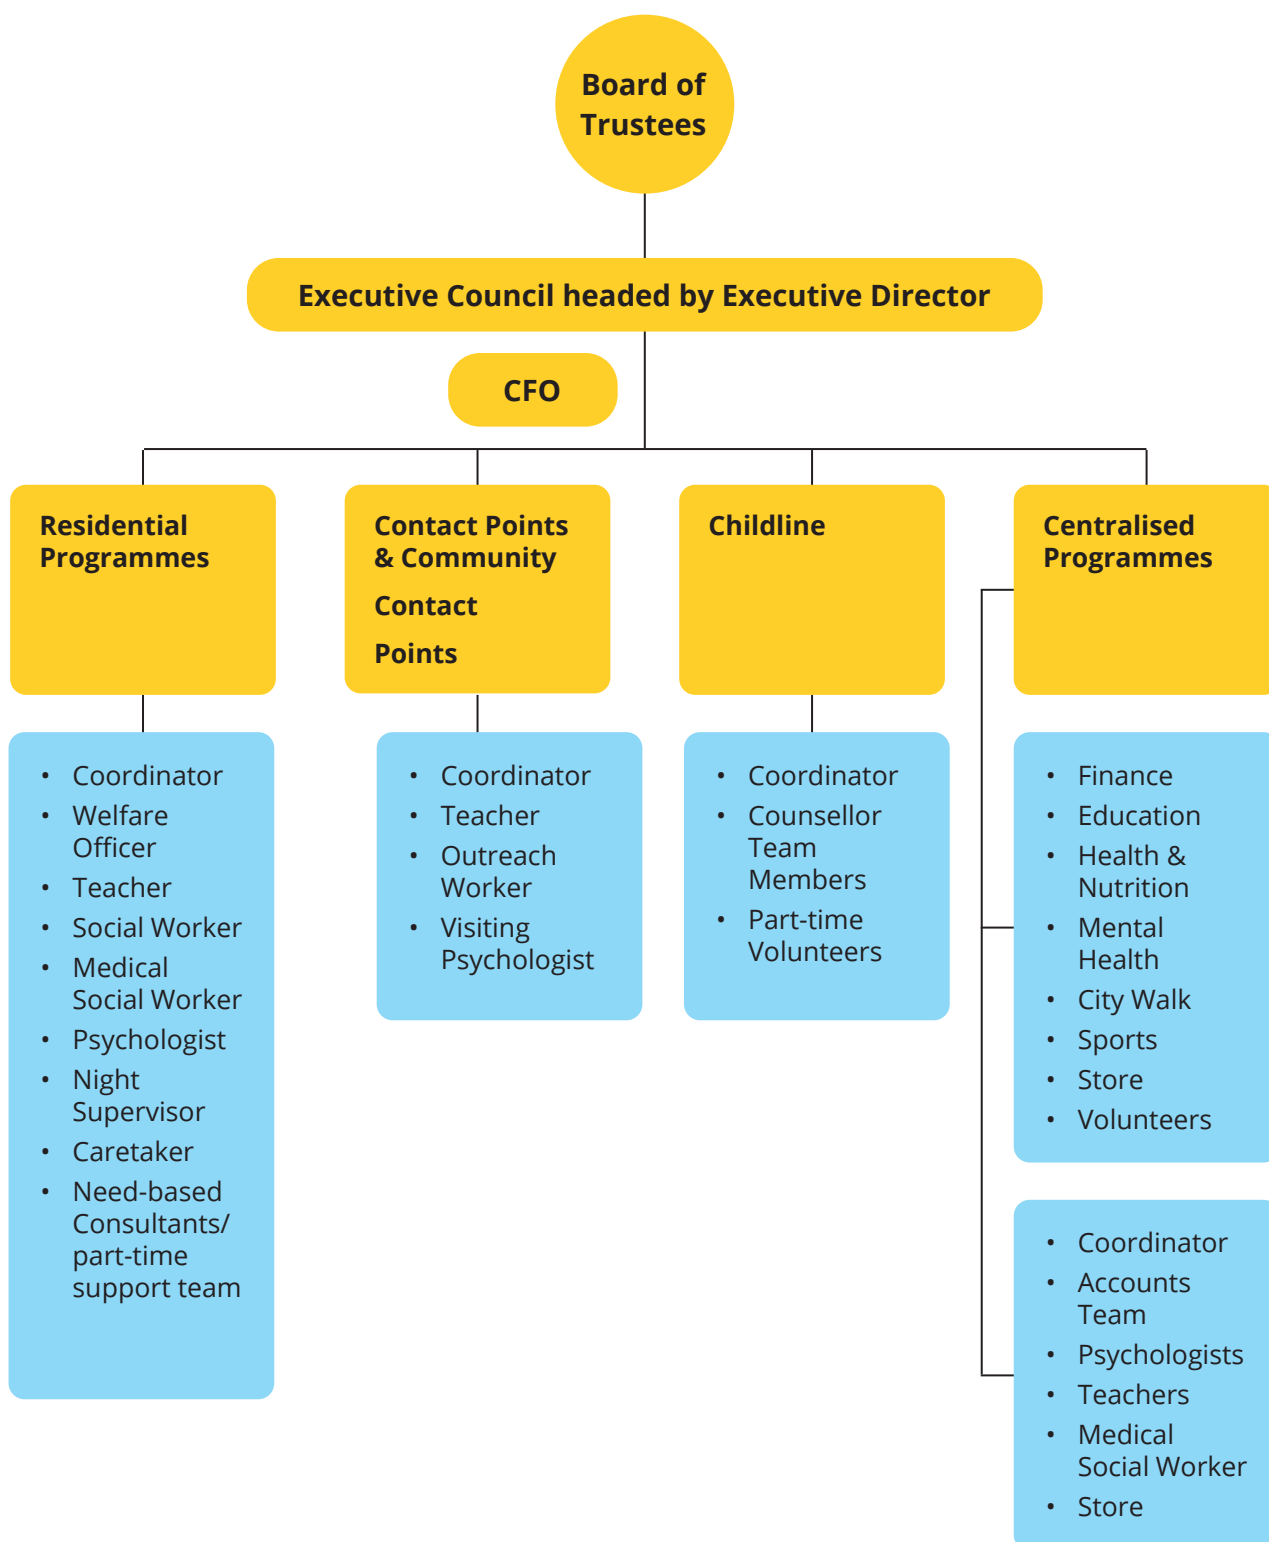 Board of
Trustees
Executive Council headed by Executive Director
CFO
Residential
Programmes
Contact Points
& Community
Contact
Points
Childline
Centralised
Programmes
• Coordinator
• Welfare
Officer
• Teacher
• Social Worker
• Medical
Social Worker
• Psychologist
• Night
Supervisor
• Caretaker
• Need-based
Consultants/
part-time
support team
• Coordinator
• Teacher
• Outreach
Worker
• Visiting
Psychologist
• Coordinator
• Counsellor
Team
Members
• Part-time
Volunteers
• Finance
• Education
• Health &
Nutrition
• Mental
Health
• City Walk
• Sports
• Store
• Volunteers
• Coordinator
• Accounts
Team
• Psychologists
• Teachers
• Medical
Social Worker
• Store